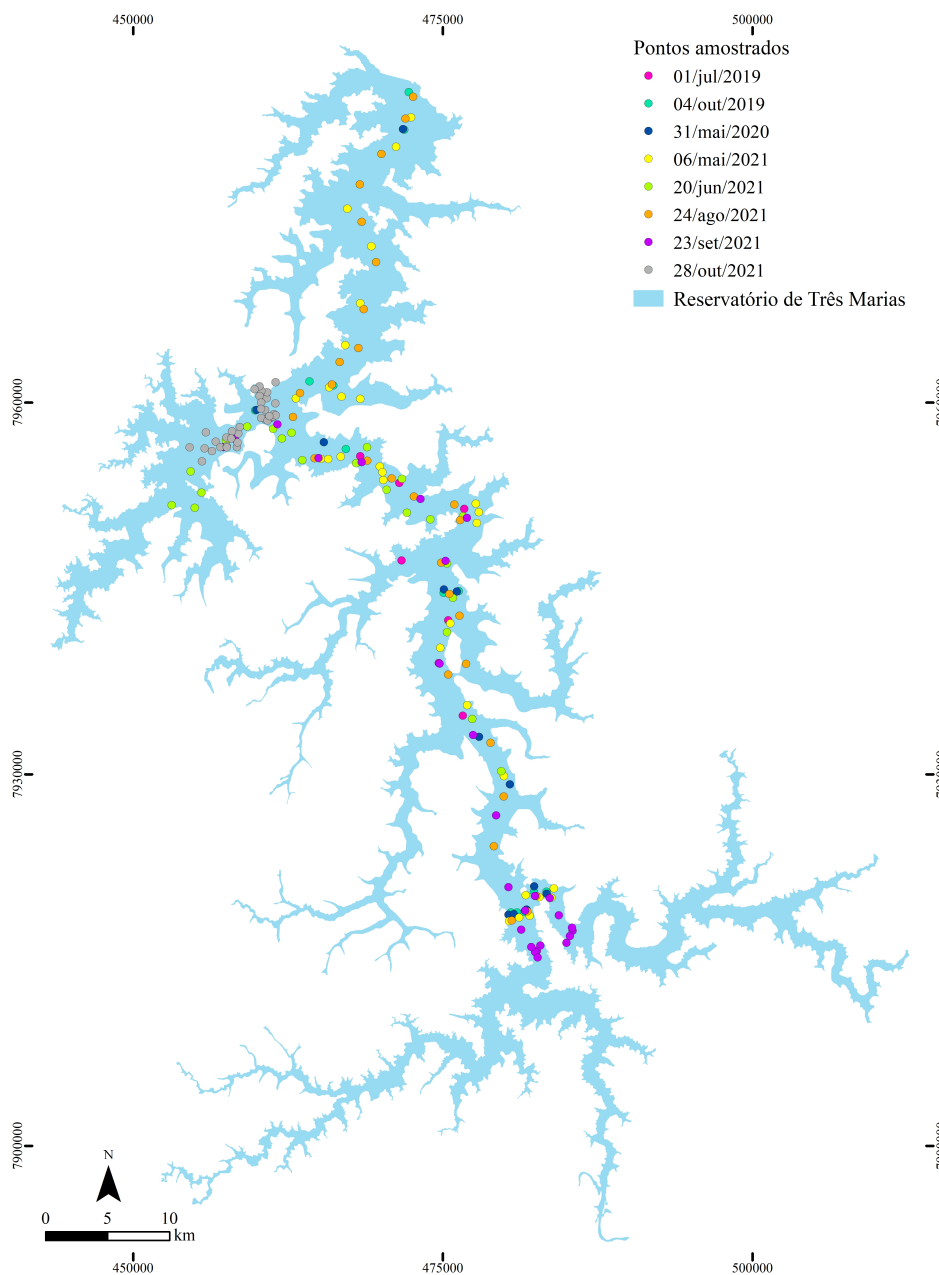 450000
475000
500000
Pontos amostrados
01/jul/2019
04/out/2019
31/mai/2020
06/mai/2021
20/jun/2021
24/ago/2021
23/set/2021
28/out/2021
Reservatório de Três Marias
7960000
7930000
7900000
N
0 5 10
km
450000
475000
500000